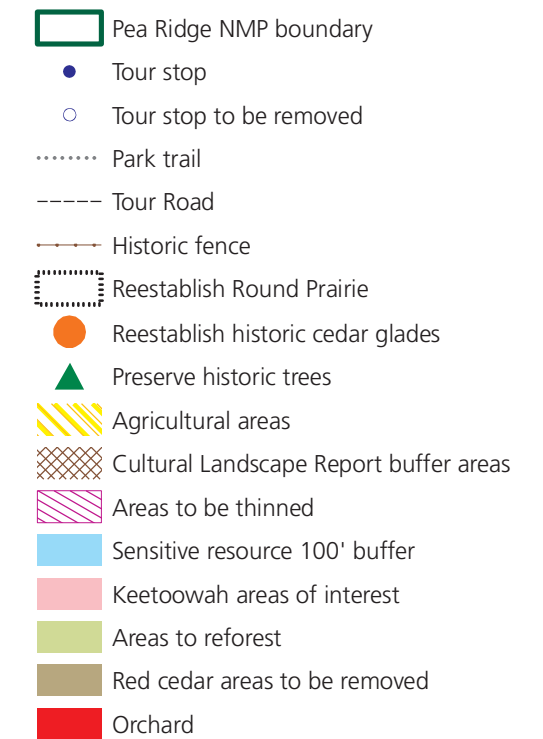 Pea Ridge NMP boundary
Tour stop
Tour stop to be removed
Park trail
Tour Road
Historic fence
Reestablish Round Prairie
Reestablish historic cedar glades
Preserve historic trees
Agricultural areas
Cultural Landscape Report buffer areas
Areas to be thinned
Sensitive resource 100' buffer
Keetoowah areas of interest
Areas to reforest
Red cedar areas to be removed
Orchard